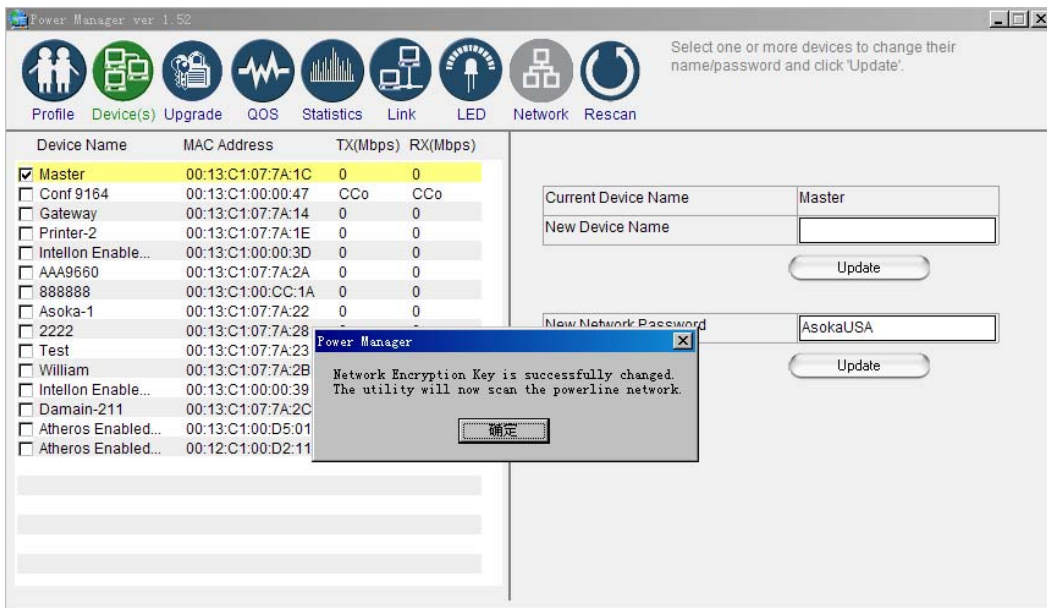 Power Manager ver 1.52
Select one or more devices to change their
name/password and click 'Update'.
Profile Device(s) Upgrade QOS Statistics Link LED Network Rescan
Device Name MAC Address TX(Mbps) RX(Mbps)
Master 00:13:C1:07:7A:1C 0 0
Conf 9164 00:13:C1:00:00:47 CCo CCo
Gateway 00:13:C1:07:7A:14 0 0
Printer-2 00:13:C1:07:7A:1E 0 0
Intellon Enable... 00:13:C1:00:00:3D 0 0
AAA9660 00:13:C1:07:7A:2A 0 0
888888 00:13:C1:00:CC:1A 0 0
Asoka-1 00:13:C1:07:7A:22 0 0
2222 00:13:C1:07:7A:28
Test 00:13:C1:07:7A:23
William 00:13:C1:07:7A:2B
Intellon Enable... 00:13:C1:00:00:39
Damain-211 00:13:C1:07:7A:2C
Atheros Enabled... 00:13:C1:00:D5:01
Atheros Enabled... 00:12:C1:00:D2:11
Current Device Name Master
New Device Name
Update
New Network Password AsokaUSA
Update
Power Manager
Network Encryption Key is successfully changed.
The utility will now scan the powerline network.
确定